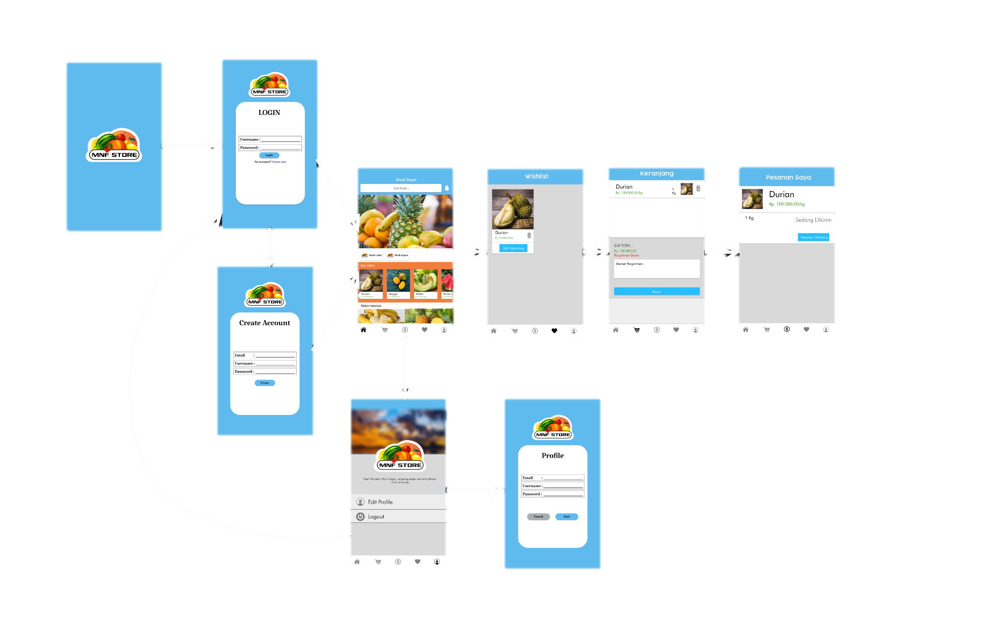 MNF STORE
MNF STORE
LOGIN
Username :
Password :
Login
No account? Create one
MNF STORE
Create Account
Email :
Username :
Password :
Create
Buah Segar
Cari buah ...
Buah Lokal
Buah Impor
Best Seller
Durian
Mangga
Melon
Semang
Rekomendasi
Wishlist
Durian
Rp. 100.000,00/kg
Beli Sekarang
Keranjang
Durian
Rp. 100.000,00/kg
1
Kg
SUB TOTAL :
Rp. 100.000,00
Pengiriman Gratis
Alamat Pengiriman :
Bayar
Pesanan Saya
Durian
Rp. 100.000,00/kg
1 Kg
Sedang Dikirim
Pesanan Diterima
MNF STORE
Pusat Penjualan Buah Segar. Langsung pesan dari smartphone
anda sekarang
Edit Profile
Logout
MNF STORE
Profile
Email :
Username :
Password :
Cancel
Save